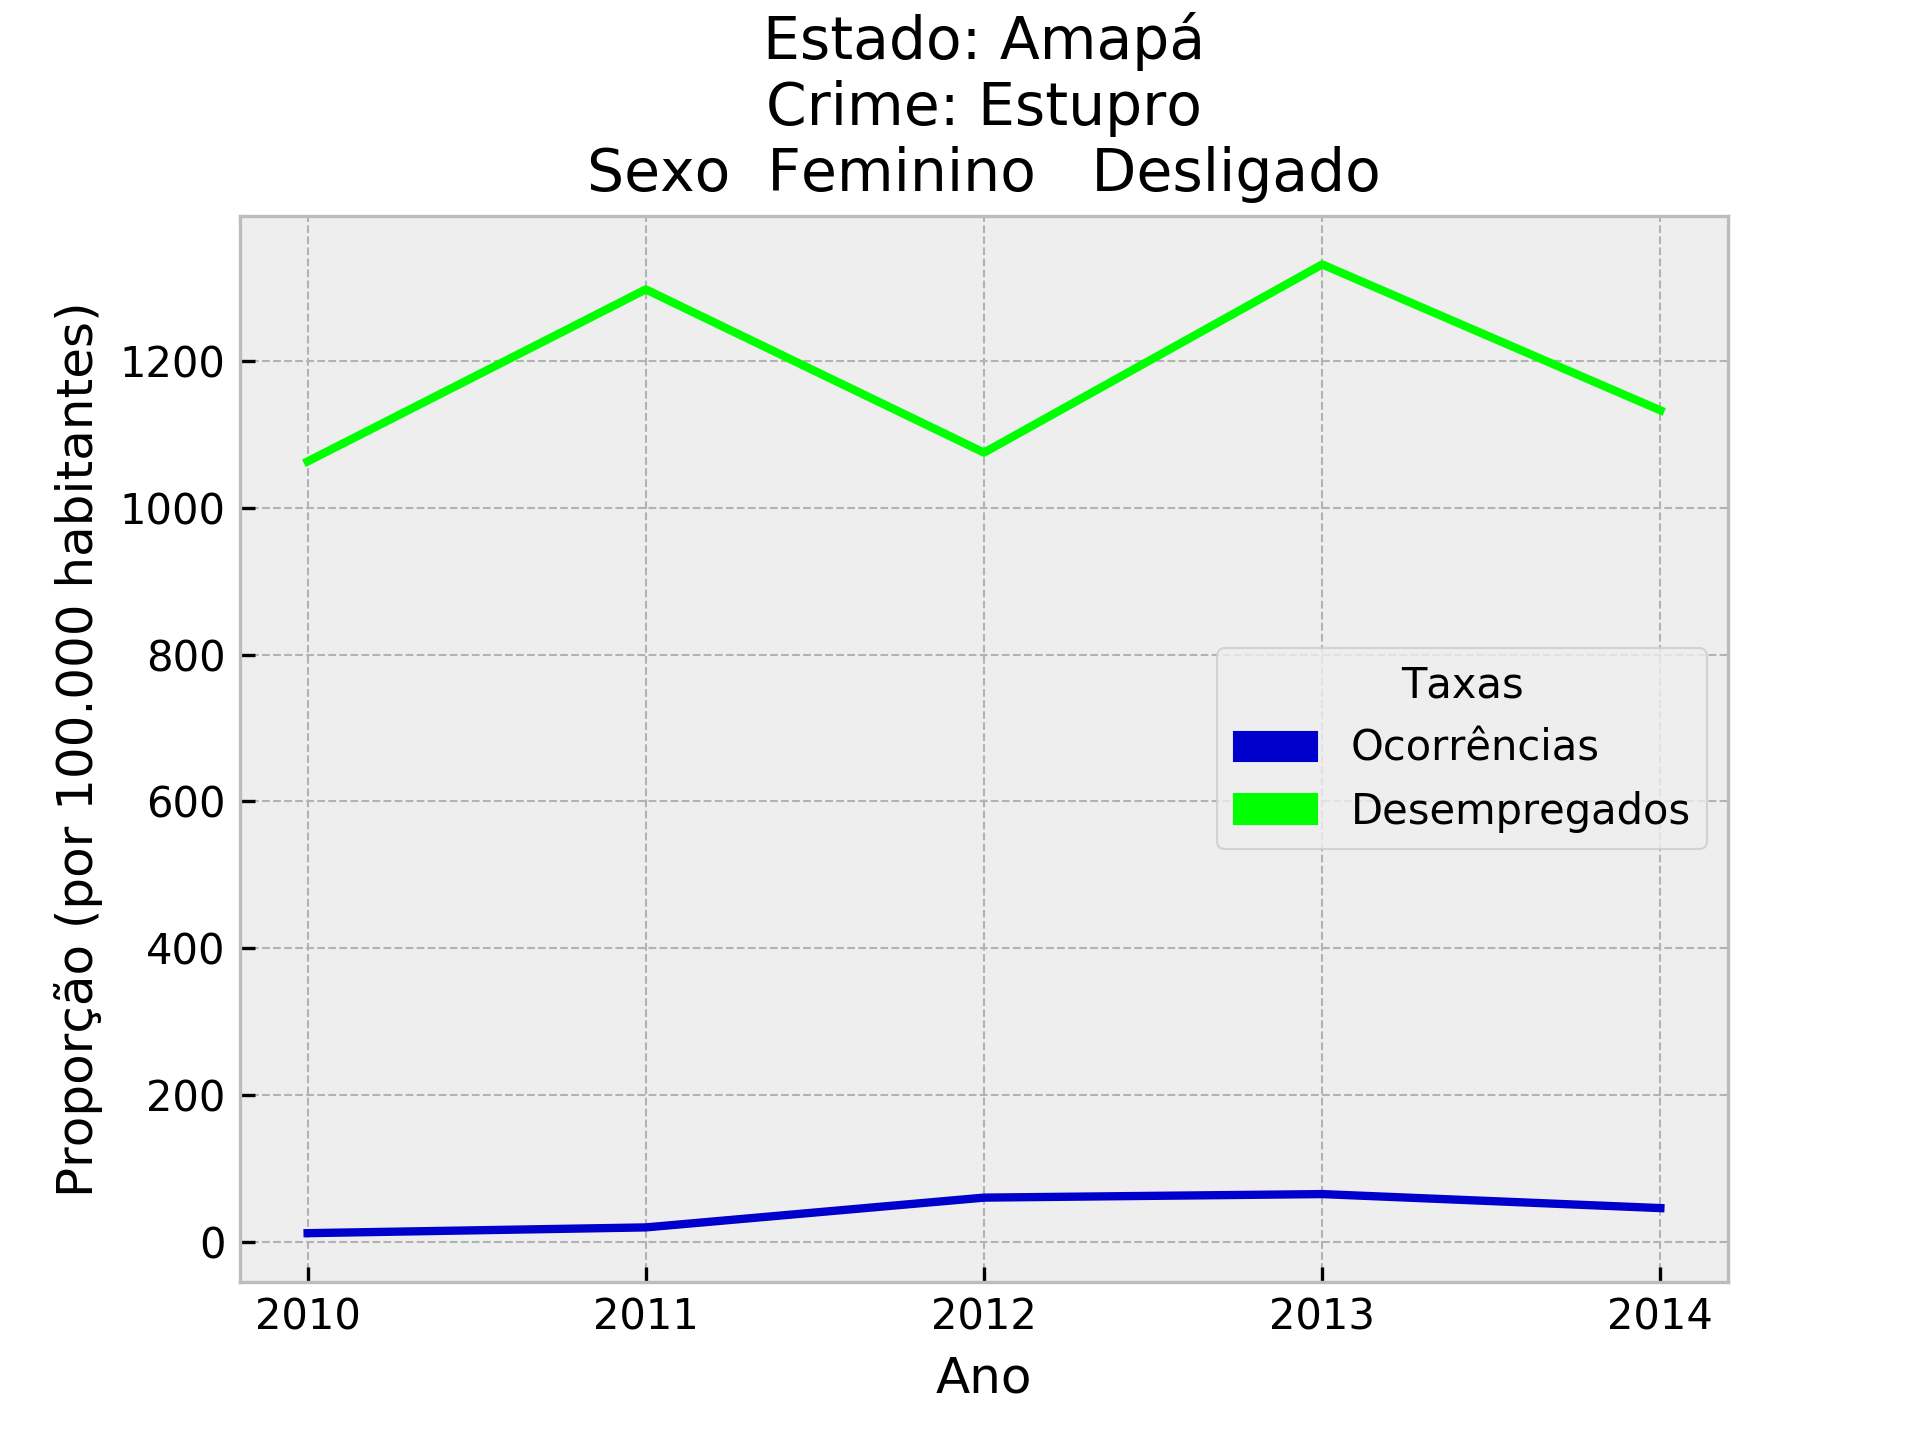 Estado: Amapá
Crime: Estupro
Sexo  Feminino   Desligado
Proporção (por 100.000 habitantes)
1200
1000
800
600
400
200
0
Taxas
Ocorrências
Desempregados
2010 2011 2012 2013 2014
Ano